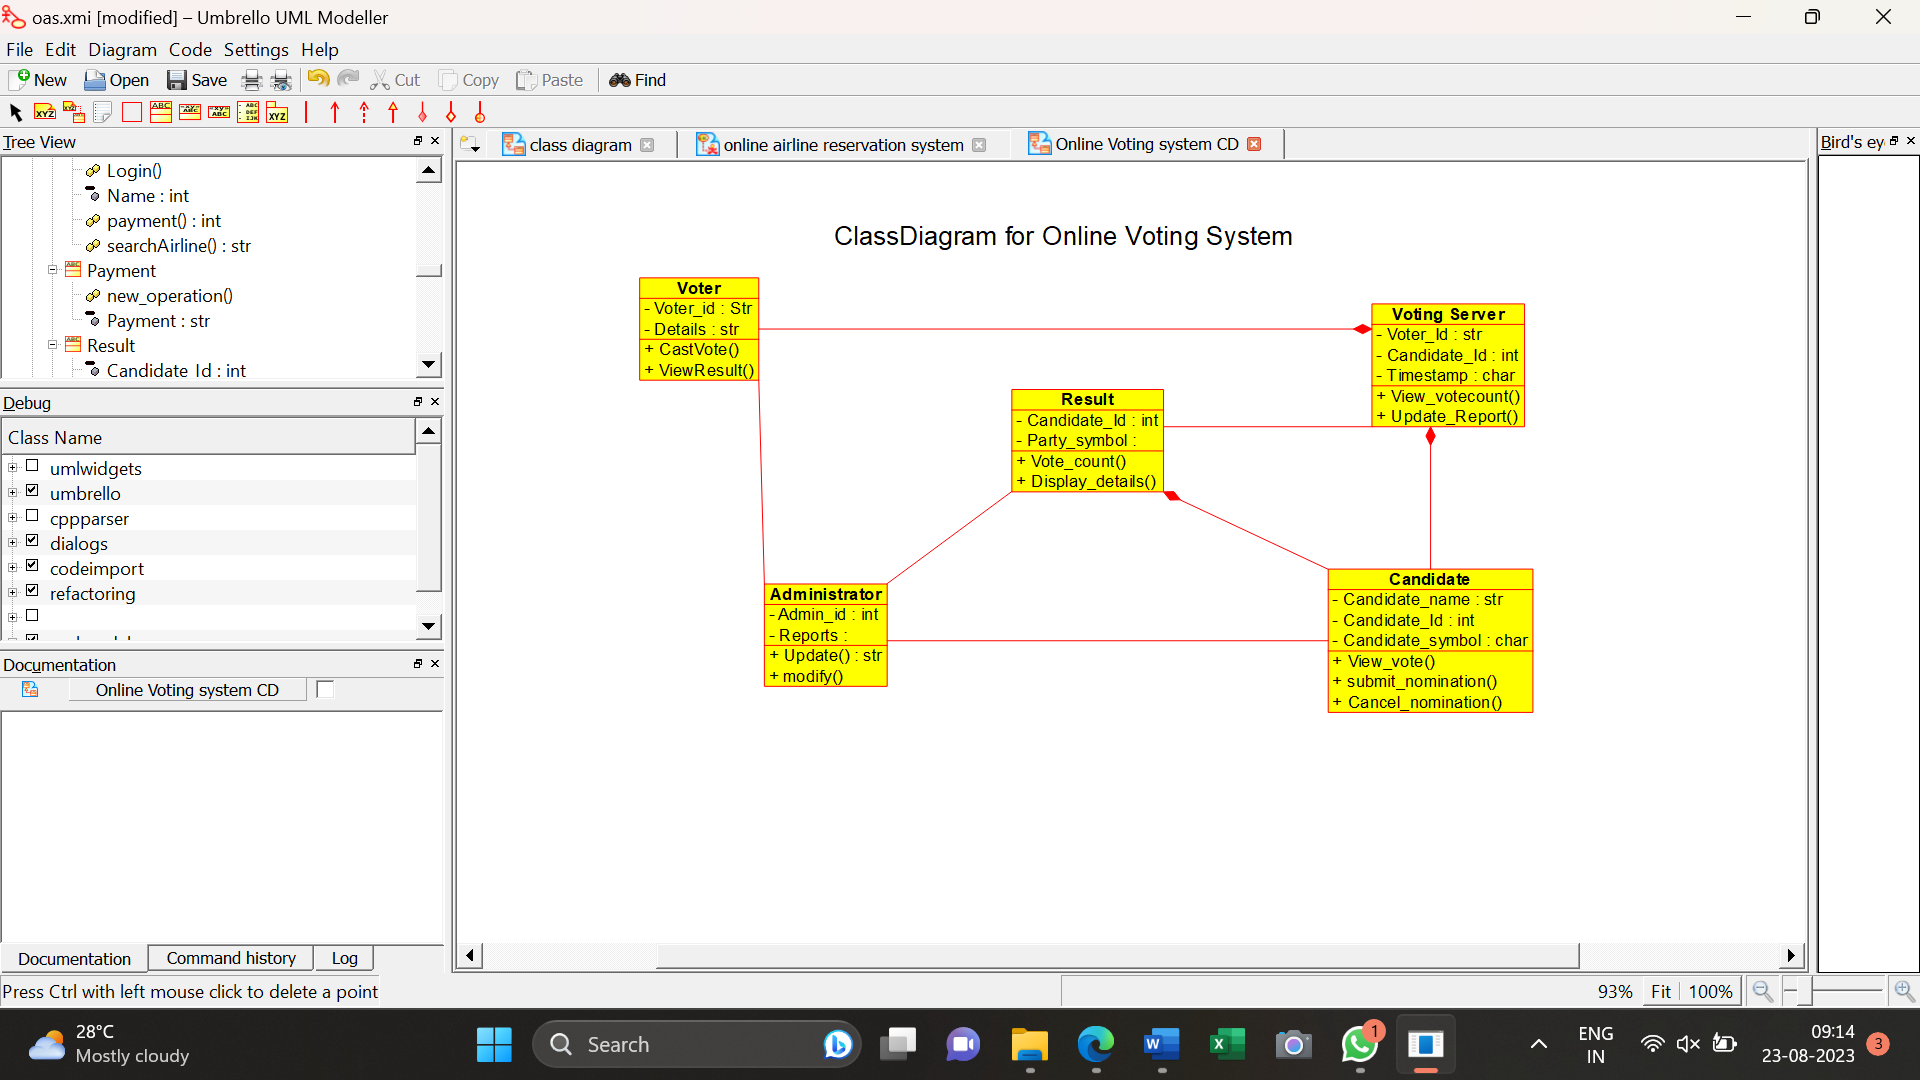 oas.xmi [modified] – Umbrello UML Modeller
File Edit Diagram Code Settings Help
New Open Save Cut Copy Paste Find
Tree View
Login()
Name : int
payment() : int
searchAirline() : str
Payment
new_operation()
Payment : str
Result
Candidate Id : int
Debug
Class Name
umlwidgets
umbrello
cppparser
dialogs
codeimport
refactoring
Documentation
Online Voting system CD
Documentation Command history Log
Press Ctrl with left mouse click to delete a point
class diagram
online airline reservation system
Online Voting system CD
Bird's ey
ClassDiagram for Online Voting System
Voter
- Voter_id : Str
- Details : str
+ CastVote()
+ ViewResult()
Voting Server
- Voter_Id : str
- Candidate_Id : int
- Timestamp : char
+ View_votecount()
+ Update_Report()
Result
- Candidate_Id : int
- Party_symbol :
+ Vote_count()
+ Display_details()
Administrator
- Admin_id : int
- Reports :
+ Update() : str
+ modify()
Candidate
- Candidate_name : str
- Candidate_Id : int
- Candidate_symbol : char
+ View_vote()
+ submit_nomination()
+ Cancel_nomination()
93% Fit 100%
28°C
Mostly cloudy
Search
1
ENG
IN
09:14
23-08-2023
3